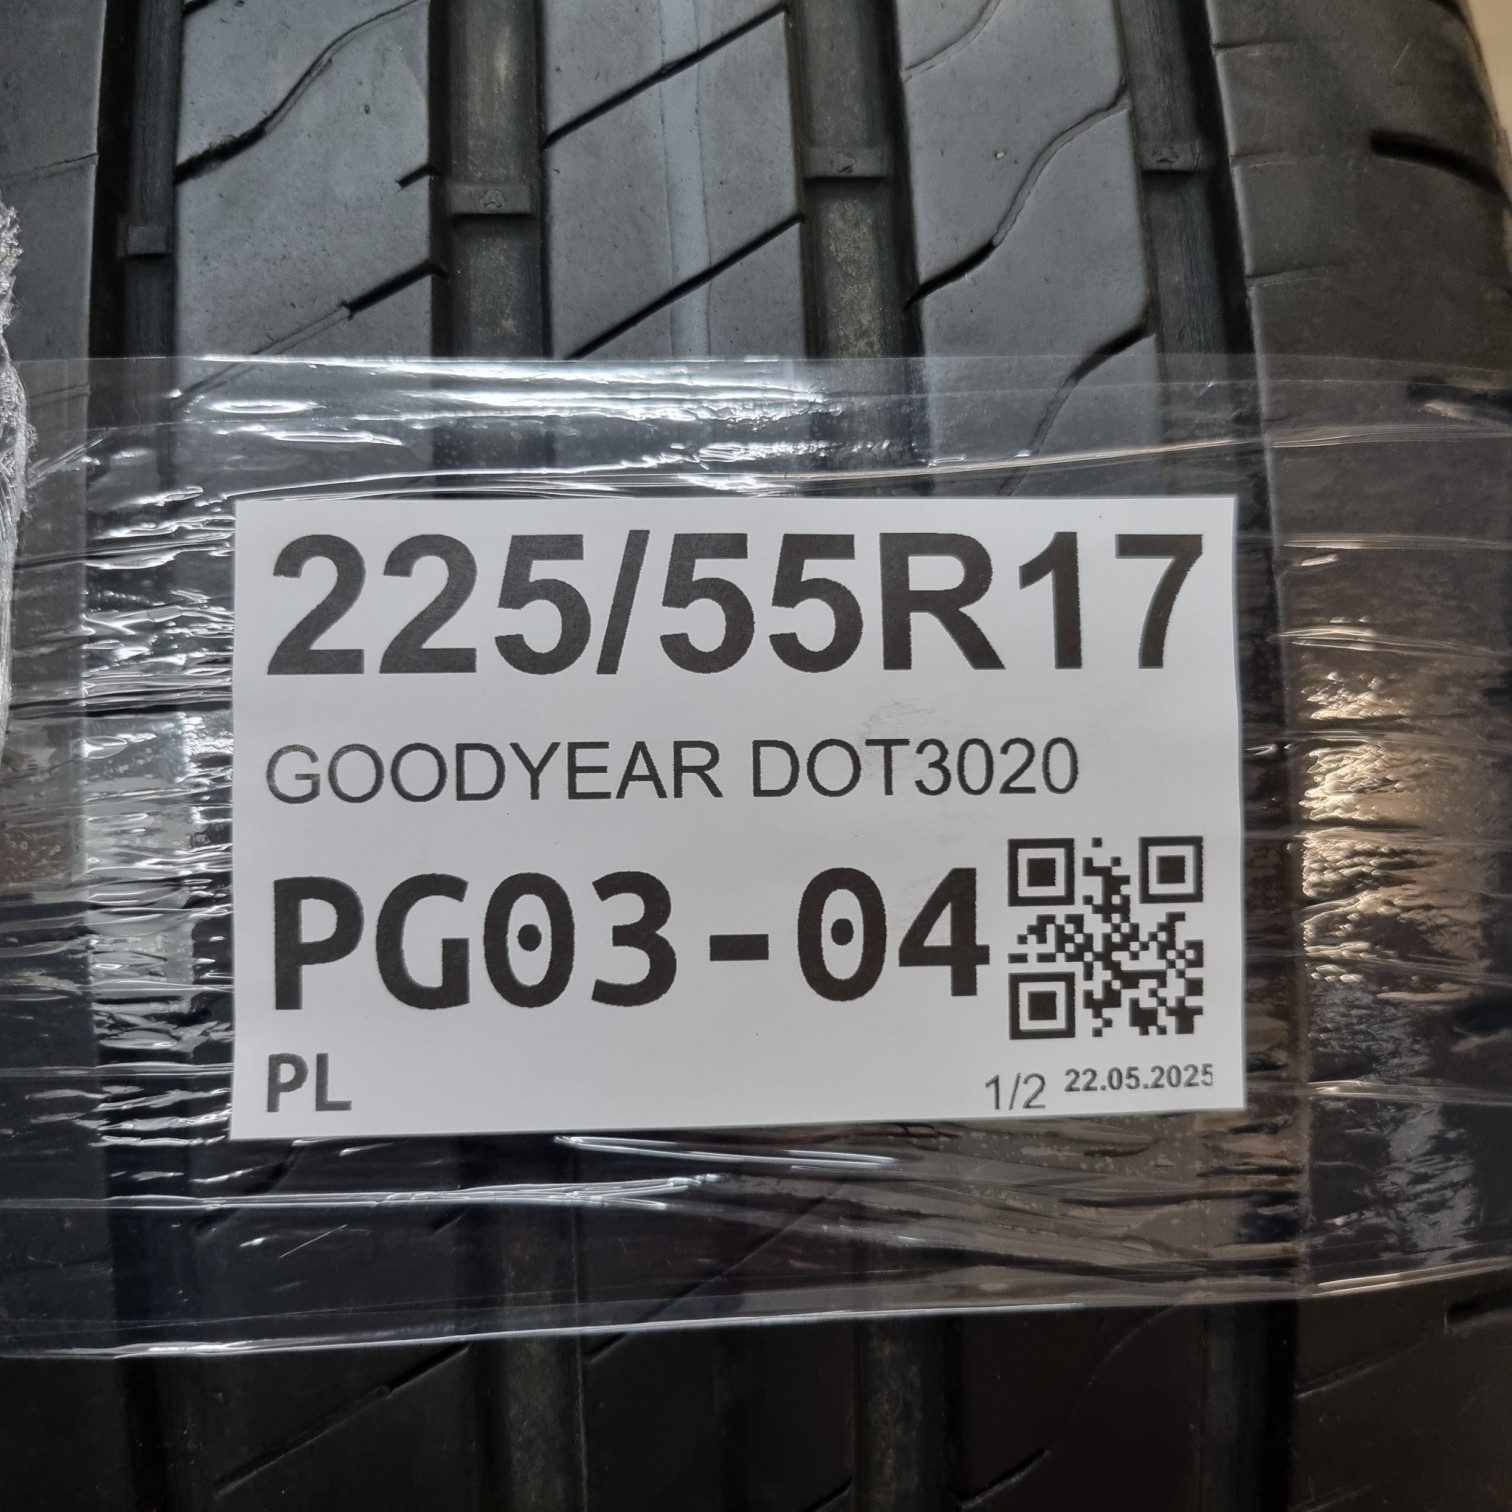 225/55R17
GOODYEAR DOT3020
PG03-04
PL
1/2 22.05.2025